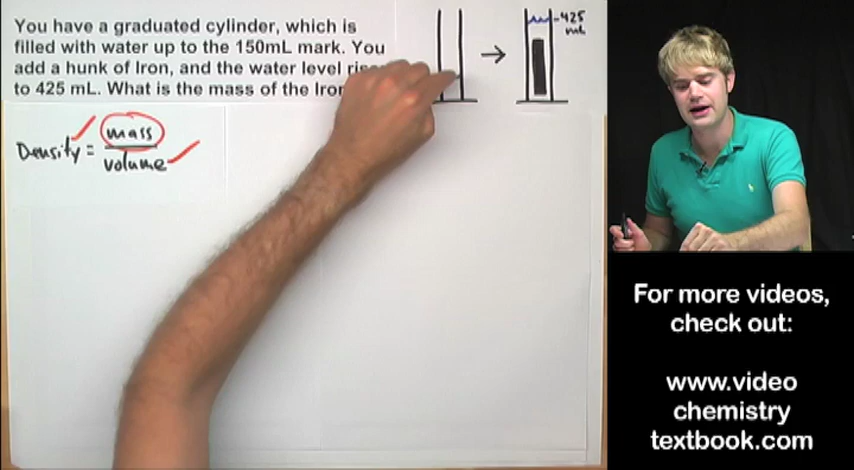 You have a graduated cylinder, which is
filled with water up to the 150mL mark. You
add a hunk of Iron, and the water level
to 425 mL. What is the mass of the
Density = mass
volume
-425
mL
For more videos,
check out:
www.video
chemistry
textbook.com